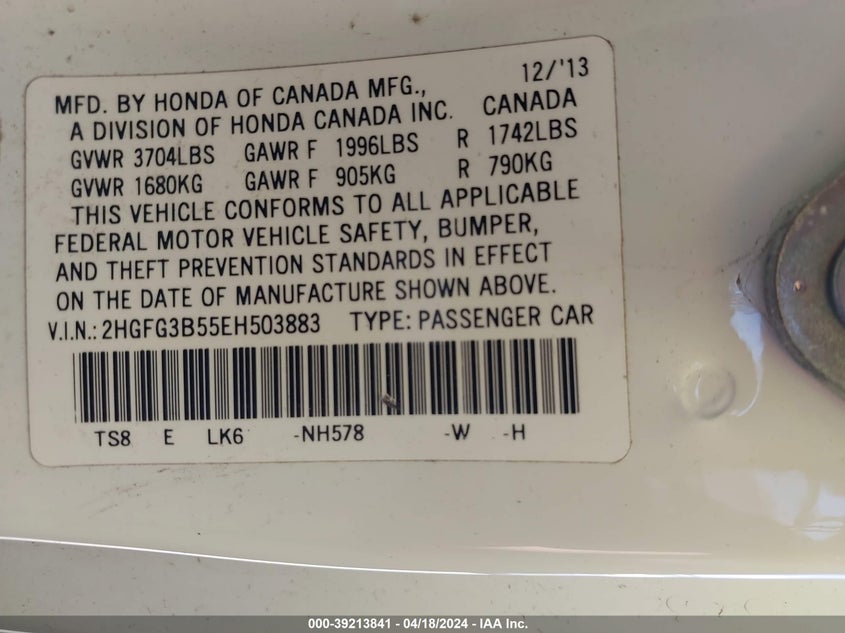 MFD. BY HONDA OF CANADA MFG., 12/'13
A DIVISION OF HONDA CANADA INC. CANADA
GVWR 3704LBS GAWR F 1996LBS R 1742LBS
GVWR 1680KG GAWR F 905KG R 790KG
THIS VEHICLE CONFORMS TO ALL APPLICABLE
FEDERAL MOTOR VEHICLE SAFETY, BUMPER,
AND THEFT PREVENTION STANDARDS IN EFFECT
ON THE DATE OF MANUFACTURE SHOWN ABOVE.
V.I.N.: 2HGFG3B55EH503883 TYPE: PASSENGER CAR
TS8 E LK6 -NH578 -W -H
000-39213841 - 04/18/2024 - IAA Inc.